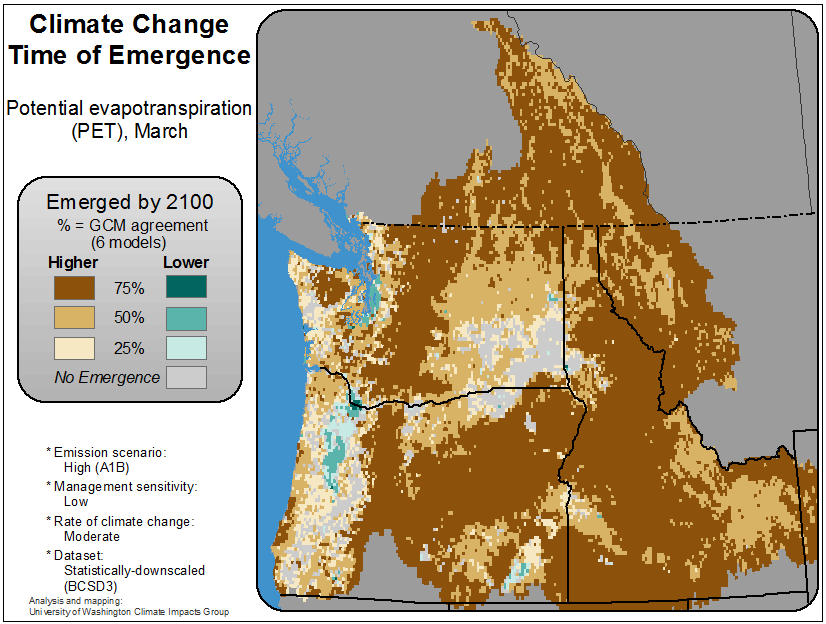 Climate Change
Time of Emergence
Potential evapotranspiration
(PET), March
Emerged by 2100
% = GCM agreement
(6 models)
Higher Lower
75%
50%
25%
No Emergence
* Emission scenario:
High (A1B)
* Management sensitivity:
Low
* Rate of climate change:
Moderate
* Dataset:
Statistically-downscaled
(BCSD3)
Analysis and mapping:
University of Washington Climate Impacts Group